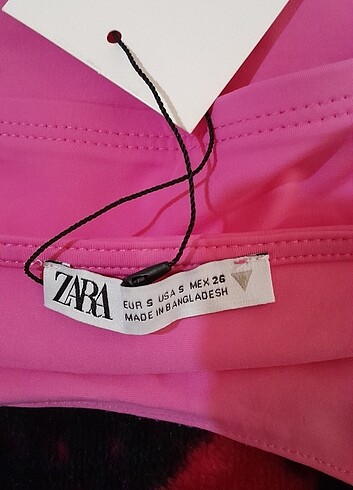 ZARA
EUR S USA S MEX 26
MADE IN BANGLADESH